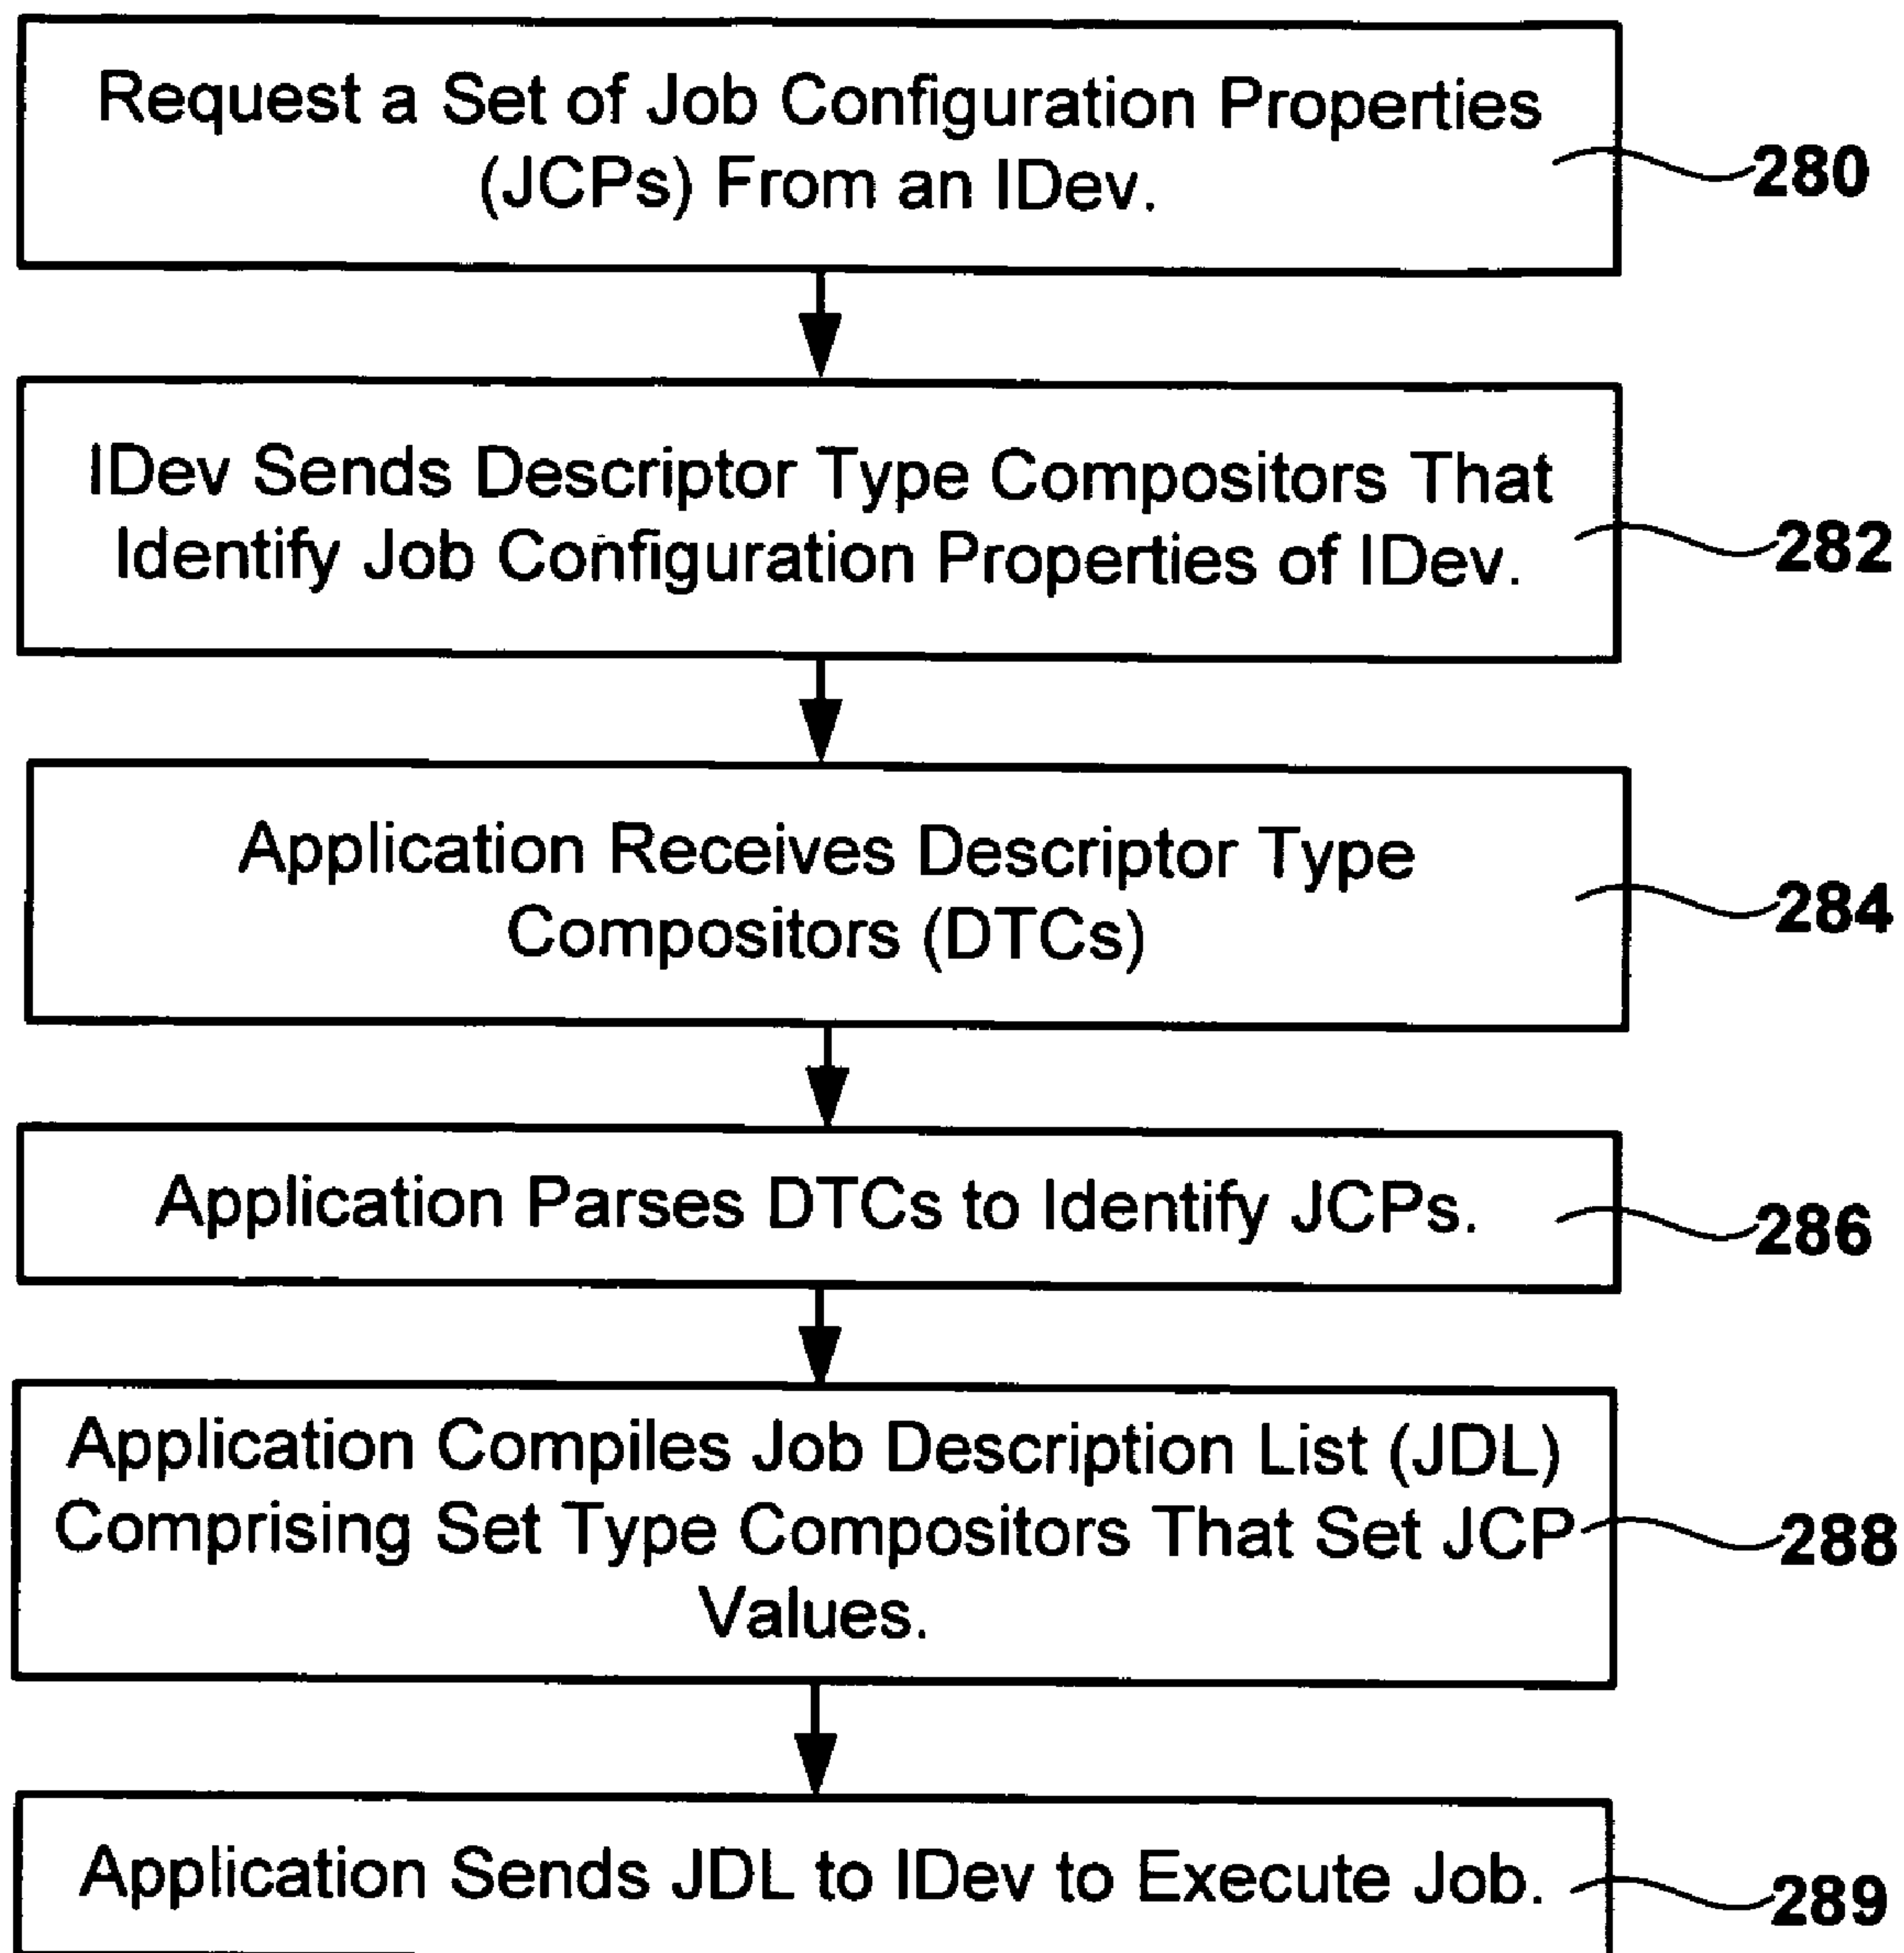 Request a Set of Job Configuration Properties
(JCPs) From an IDev.
280
IDev Sends Descriptor Type Compositors That
Identify Job Configuration Properties of IDev.
282
Application Receives Descriptor Type
Compositors (DTCs)
284
Application Parses DTCs to Identify JCPs.
286
Application Compiles Job Description List (JDL)
Comprising Set Type Compositors That Set JCP
Values.
288
Application Sends JDL to IDev to Execute Job.
289